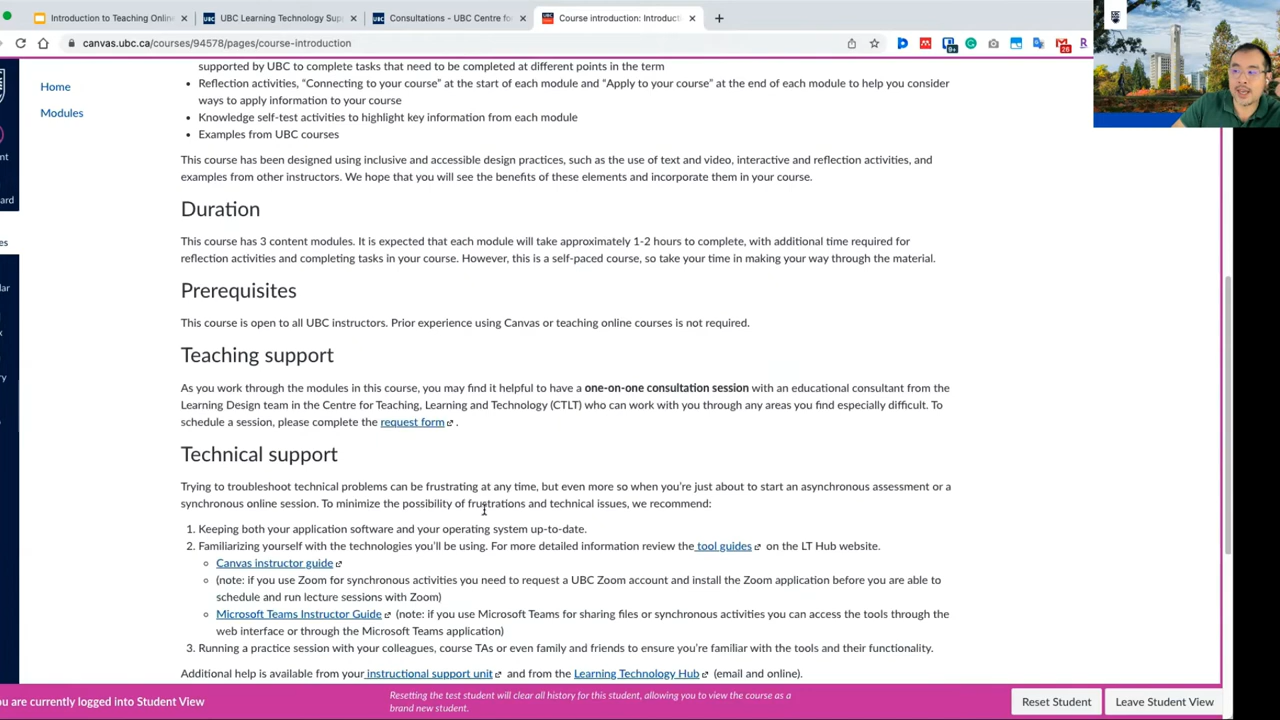 Introduction to Teaching Onlin
UBC Learning Technology Sup
Consultations - UBC Centre fo
Course introduction: Introduct
canvas.ubc.ca/courses/94578/pages/course-introduction
9+
26
Home
Modules
supported by UBC to complete tasks that need to be completed at different points in the term
• Reflection activities, “Connecting to your course” at the start of each module and “Apply to your course” at the end of each module to help you consider
ways to apply information to your course
• Knowledge self-test activities to highlight key information from each module
• Examples from UBC courses
This course has been designed using inclusive and accessible design practices, such as the use of text and video, interactive and reflection activities, and
examples from other instructors. We hope that you will see the benefits of these elements and incorporate them in your course.
Duration
This course has 3 content modules. It is expected that each module will take approximately 1-2 hours to complete, with additional time required for
reflection activities and completing tasks in your course. However, this is a self-paced course, so take your time in making your way through the material.
Prerequisites
This course is open to all UBC instructors. Prior experience using Canvas or teaching online courses is not required.
Teaching support
As you work through the modules in this course, you may find it helpful to have a one-on-one consultation session with an educational consultant from the
Learning Design team in the Centre for Teaching, Learning and Technology (CTLT) who can work with you through any areas you find especially difficult. To
schedule a session, please complete the request form .
Technical support
Trying to troubleshoot technical problems can be frustrating at any time, but even more so when you’re just about to start an asynchronous assessment or a
synchronous online session. To minimize the possibility of frustrations and technical issues, we recommend:
1. Keeping both your application software and your operating system up-to-date.
2. Familiarizing yourself with the technologies you’ll be using. For more detailed information review the tool guides on the LT Hub website.
Canvas instructor guide
(note: if you use Zoom for synchronous activities you need to request a UBC Zoom account and install the Zoom application before you are able to
schedule and run lecture sessions with Zoom)
Microsoft Teams Instructor Guide (note: if you use Microsoft Teams for sharing files or synchronous activities you can access the tools through the
web interface or through the Microsoft Teams application)
3. Running a practice session with your colleagues, course TAs or even family and friends to ensure you’re familiar with the tools and their functionality.
Additional help is available from your instructional support unit and from the Learning Technology Hub (email and online).
ou are currently logged into Student View
Resetting the test student will clear all history for this student, allowing you to view the course as a
brand new student.
Reset Student
Leave Student View